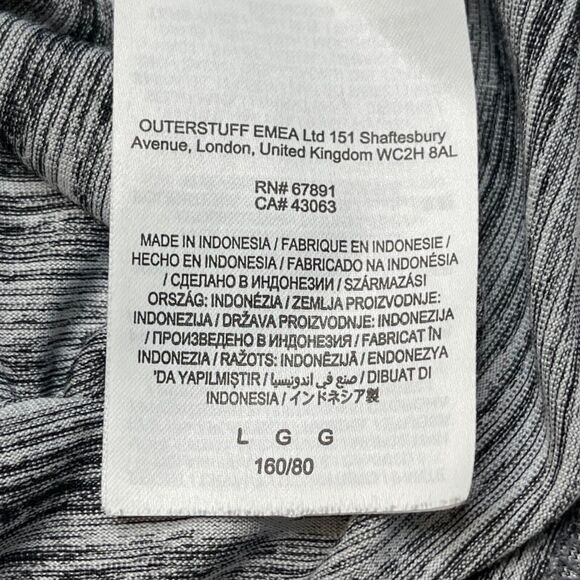 OUTERSTUFF EMEA Ltd 151 Shaftesbury
Avenue, London, United Kingdom WC2H 8AL
RN# 67891
CA# 43063
MADE IN INDONESIA / FABRIQUE EN INDONESIE /
HECHO EN INDONESIA / FABRICADO NA INDONÉSIA
/ СДЕЛАНО В ИНДОНЕЗИИ / SZÁRMAZÁSI
ORSZÁG: INDONÉZIA / ZEMLJA PROIZVODNJE:
INDONEZIJA / DRŽAVA PROIZVODNJE: INDONEZIJA
/ ПРОИЗВЕДЕНО В ИНДОНЕЗИЯ / FABRICAT ÎN
INDONEZIA / RAŽOTS: INDONĒZIJĀ / ENDONEZYA
'DA YAPILMIŞTIR / صنع في اندونيسيا / DIBUAT DI
INDONESIA / インドネシア製
L G G
160/80